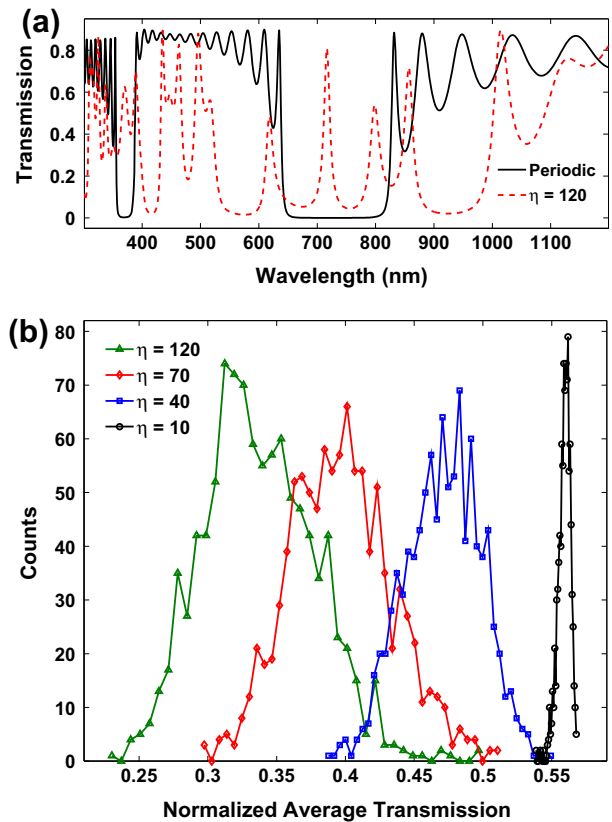 (a)
Transmission
0.8
0.6
0.4
0.2
0
Periodic
η = 120
400 500 600 700 800 900 1000 1100
Wavelength (nm)
(b)
Counts
80
70
60
50
40
30
20
10
0
η = 120
η = 70
η = 40
η = 10
0.25 0.3 0.35 0.4 0.45 0.5 0.55
Normalized Average Transmission